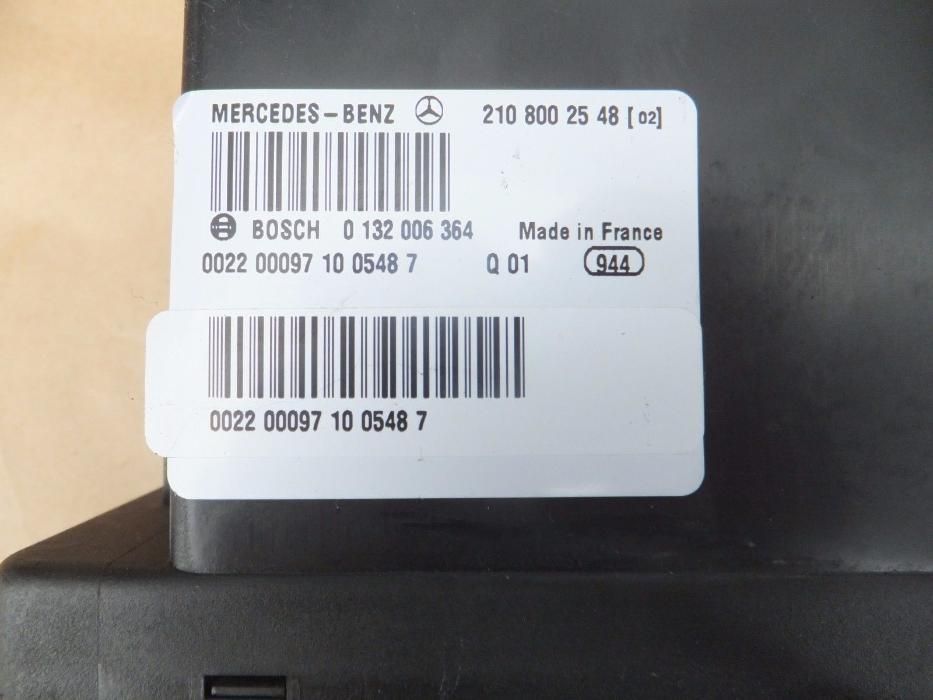 MERCEDES-BENZ 210 800 25 48 [02]
BOSCH 0 132 006 364 Made in France
0022 00097 10 0548 7 Q 01 944
0022 00097 10 0548 7